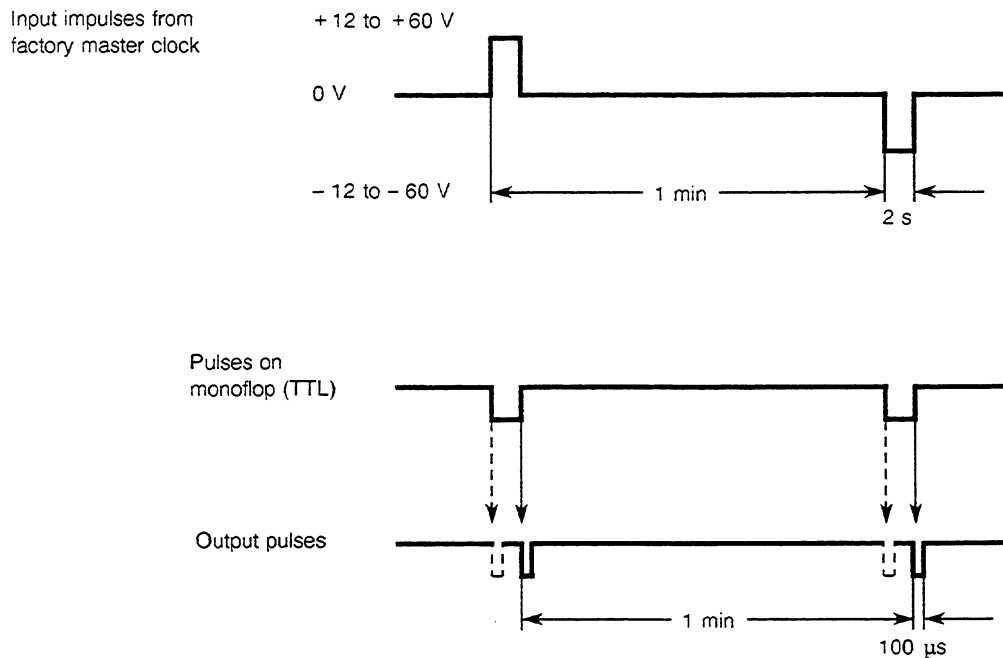 Input impulses from
factory master clock
+ 12 to + 60 V
0 V
– 12 to – 60 V
1 min
2 s
Pulses on
monoflop (TTL)
Output pulses
1 min
100 µs